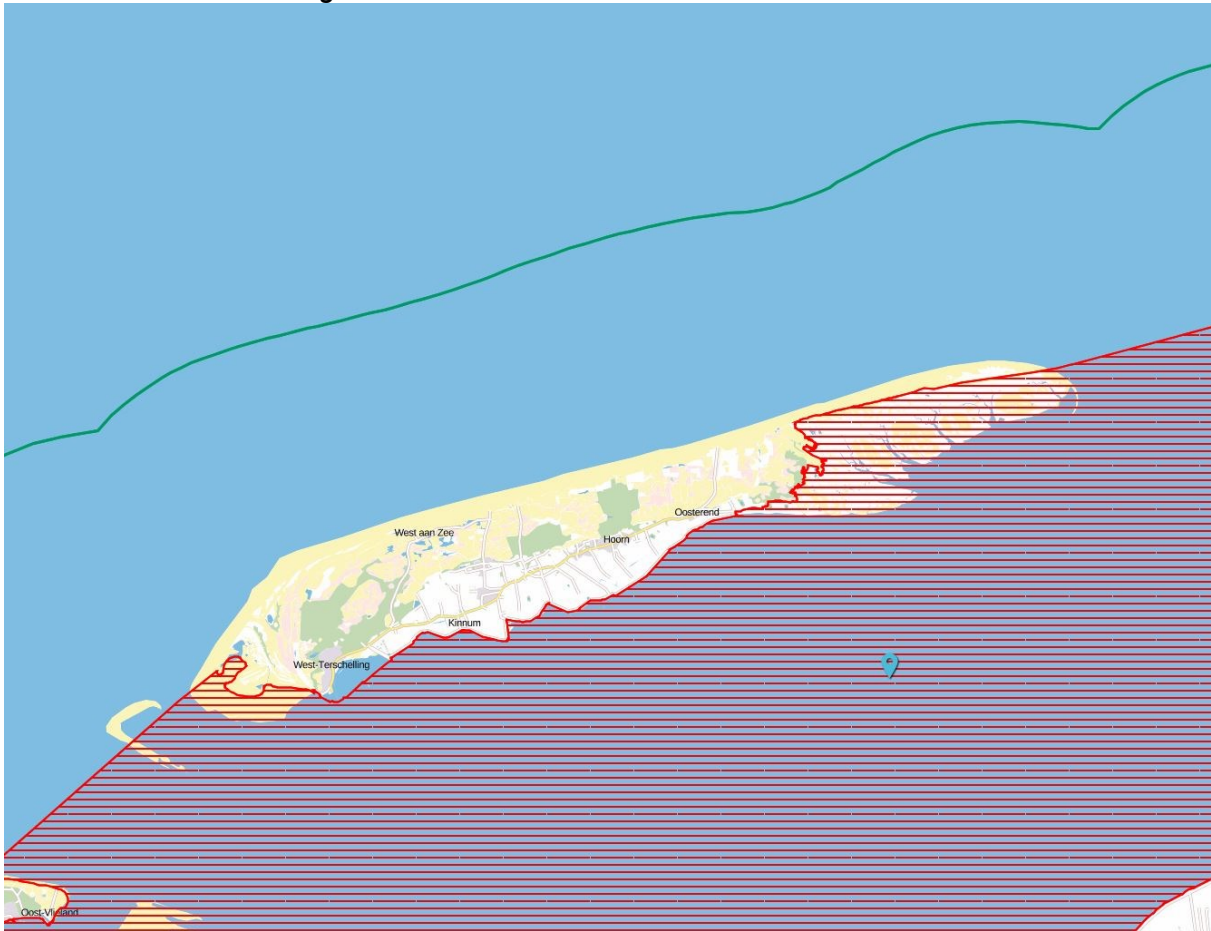 g
West aan Zee
Oosterend
Hoorn
Kinnum
West-Terschelling
Oost-Vlieland